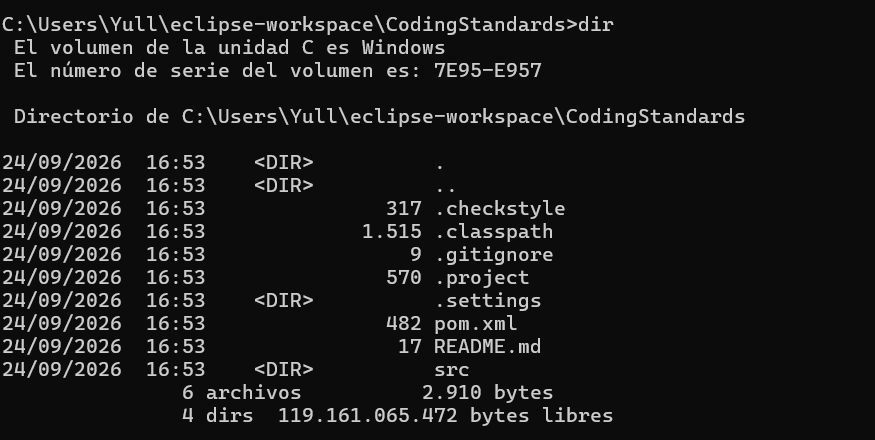 C:\Users\Yull\eclipse-workspace\CodingStandards>dir
 El volumen de la unidad C es Windows
 El número de serie del volumen es: 7E95-E957

 Directorio de C:\Users\Yull\eclipse-workspace\CodingStandards

24/09/2026  16:53    <DIR>          .
24/09/2026  16:53    <DIR>          ..
24/09/2026  16:53               317 .checkstyle
24/09/2026  16:53             1.515 .classpath
24/09/2026  16:53                 9 .gitignore
24/09/2026  16:53               570 .project
24/09/2026  16:53    <DIR>          .settings
24/09/2026  16:53               482 pom.xml
24/09/2026  16:53                17 README.md
24/09/2026  16:53    <DIR>          src
               6 archivos          2.910 bytes
               4 dirs  119.161.065.472 bytes libres